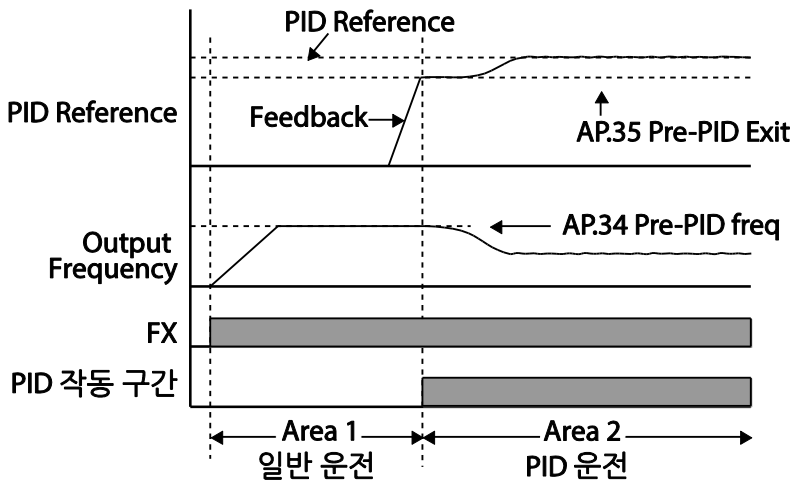 PID Reference
PID Reference
Feedback
AP.35 Pre-PID Exit
AP.34 Pre-PID freq
Output
Frequency
FX
PID 작동 구간
Area 1
Area 2
일반 운전
PID 운전